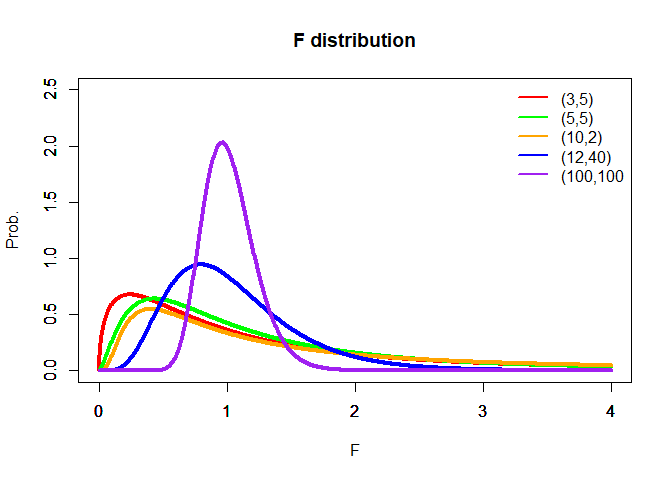 F distribution
2.5
2.0
1.5
1.0
0.5
0.0
Prob.
(3,5)
(5,5)
(10,2)
(12,40)
(100,100
0 1 2 3 4
F